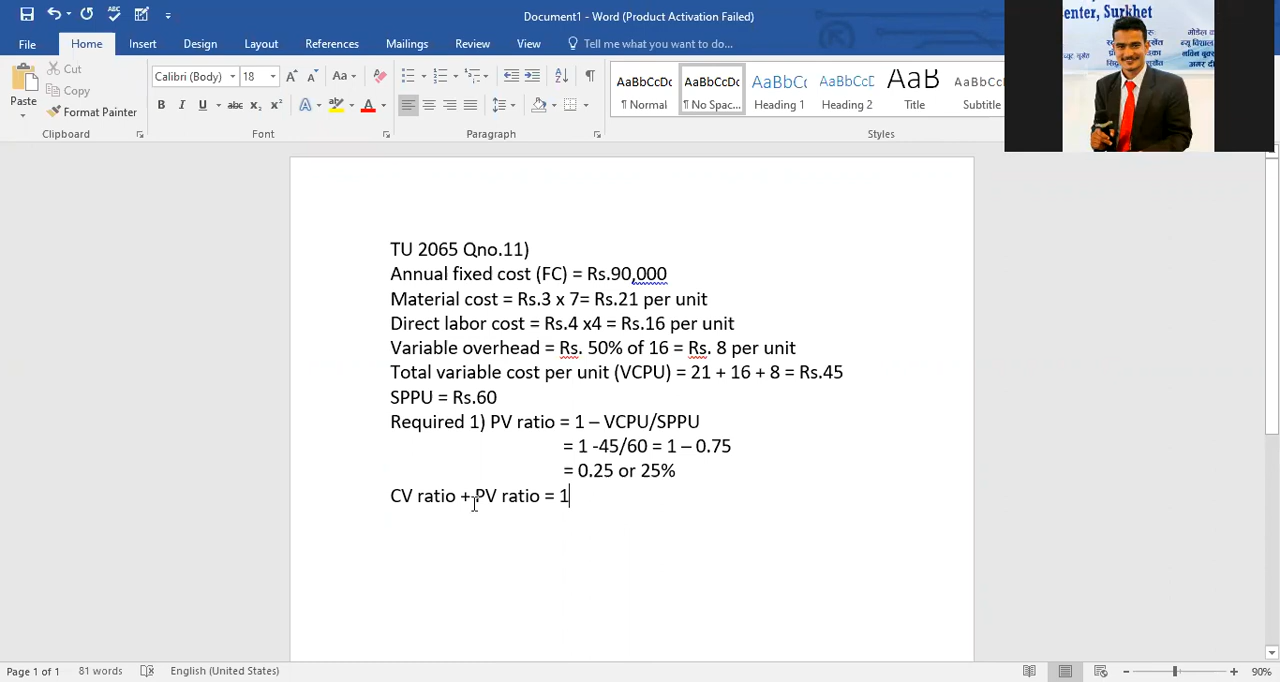 Document1 - Word (Product Activation Failed)
File Home Insert Design Layout References Mailings Review View Tell me what you want to do...
Cut
Copy
Format Painter
Paste
Calibri (Body) 18
AaBbCcDc AaBbCcDc AaBbCc AaBbCcE AaB AaBbCcD
¶ Normal ¶ No Spac... Heading 1 Heading 2 Title Subtitle
Clipboard Font Paragraph Styles
enter, Surkhet
TU 2065 Qno.11)
Annual fixed cost (FC) = Rs.90,000
Material cost = Rs.3 x 7= Rs.21 per unit
Direct labor cost = Rs.4 x4 = Rs.16 per unit
Variable overhead = Rs. 50% of 16 = Rs. 8 per unit
Total variable cost per unit (VCPU) = 21 + 16 + 8 = Rs.45
SPPU = Rs.60
Required 1) PV ratio = 1 – VCPU/SPPU
= 1 -45/60 = 1 – 0.75
= 0.25 or 25%
CV ratio + PV ratio = 1
Page 1 of 1 81 words English (United States) 90%